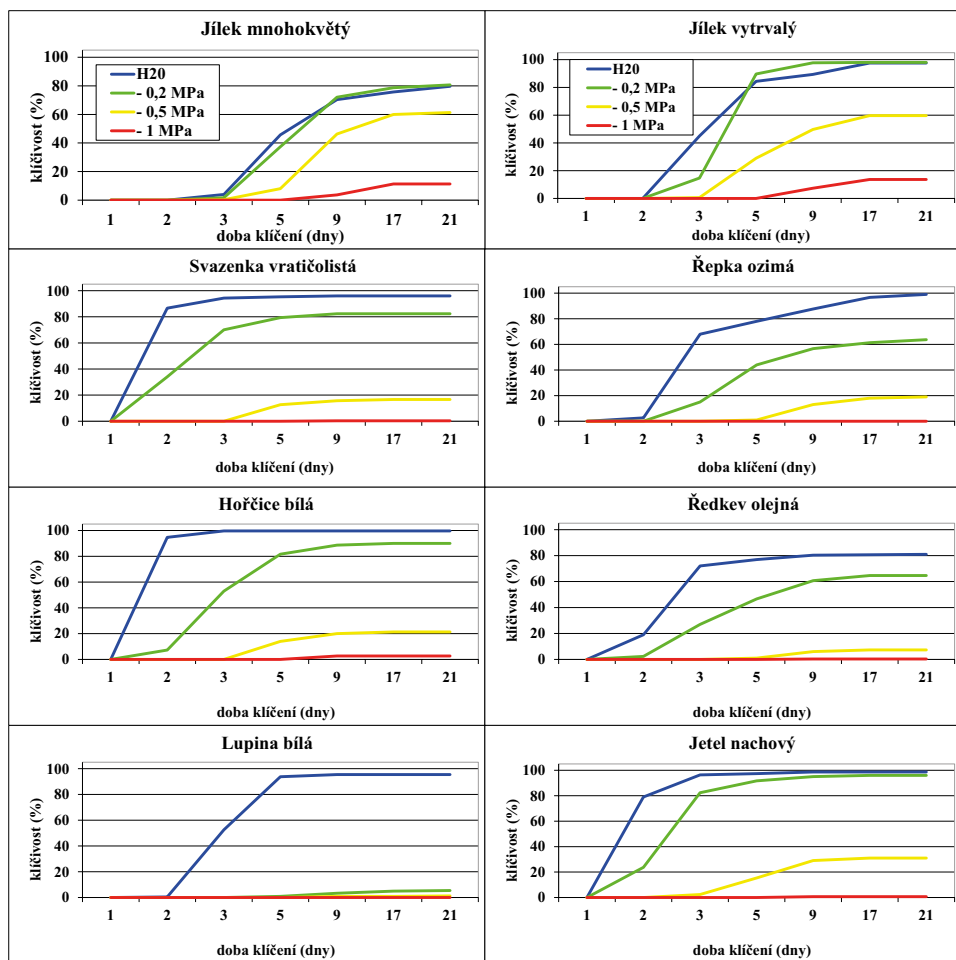 Jílek mnohokvětý
klíčivost (%)
100
80
60
40
20
0
H20
- 0,2 MPa
- 0,5 MPa
- 1 MPa
1 2 3 5 9 17 21
doba klíčení (dny)
Jílek vytrvalý
klíčivost (%)
100
80
60
40
20
0
H20
- 0,2 MPa
- 0,5 MPa
- 1 MPa
1 2 3 5 9 17 21
doba klíčení (dny)
Svazenka vratičolistá
klíčivost (%)
100
80
60
40
20
0
1 2 3 5 9 17 21
doba klíčení (dny)
Řepka ozimá
klíčivost (%)
100
80
60
40
20
0
1 2 3 5 9 17 21
doba klíčení (dny)
Hořčice bílá
klíčivost (%)
100
80
60
40
20
0
1 2 3 5 9 17 21
doba klíčení (dny)
Ředkev olejná
klíčivost (%)
100
80
60
40
20
0
1 2 3 5 9 17 21
doba klíčení (dny)
Lupina bílá
klíčivost (%)
100
80
60
40
20
0
1 2 3 5 9 17 21
doba klíčení (dny)
Jetel nachový
klíčivost (%)
100
80
60
40
20
0
1 2 3 5 9 17 21
doba klíčení (dny)